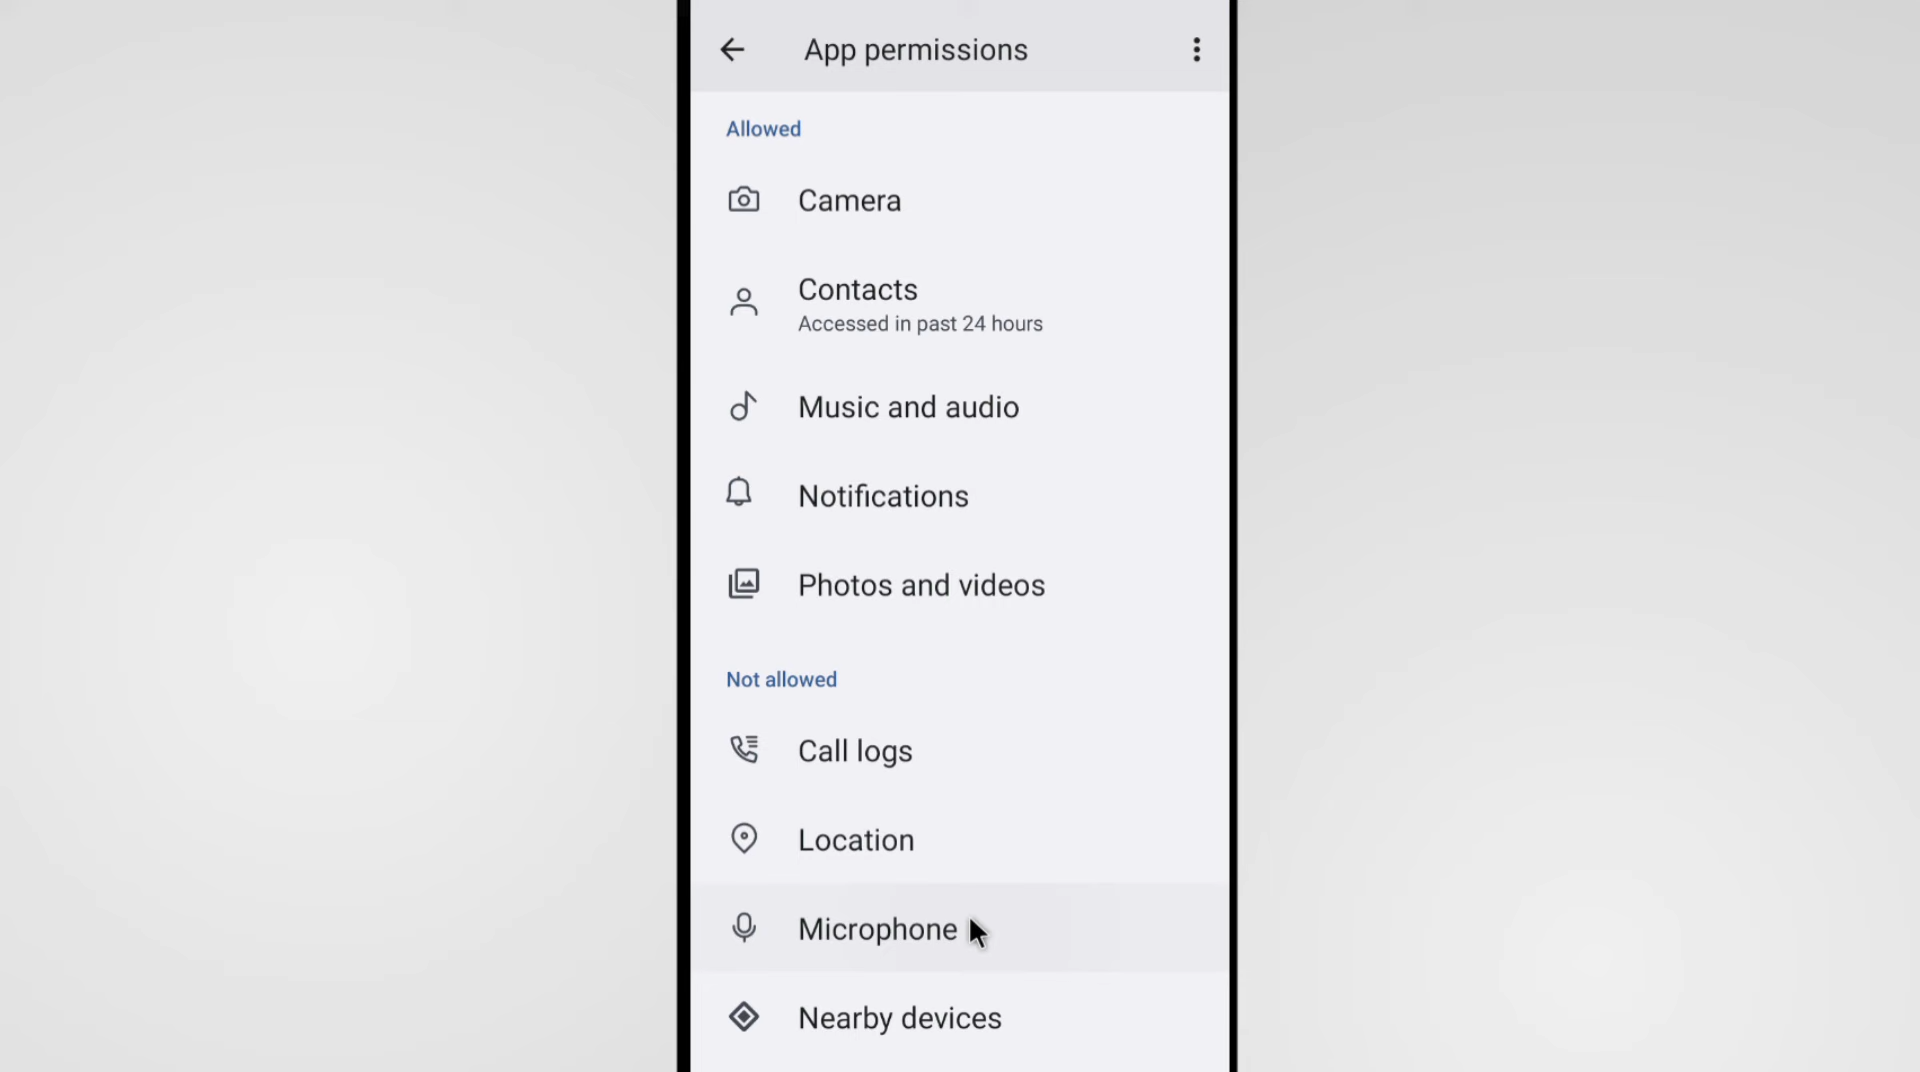 App permissions
Allowed
Camera
Contacts
Accessed in past 24 hours
Music and audio
Notifications
Photos and videos
Not allowed
Call logs
Location
Microphone
Nearby devices